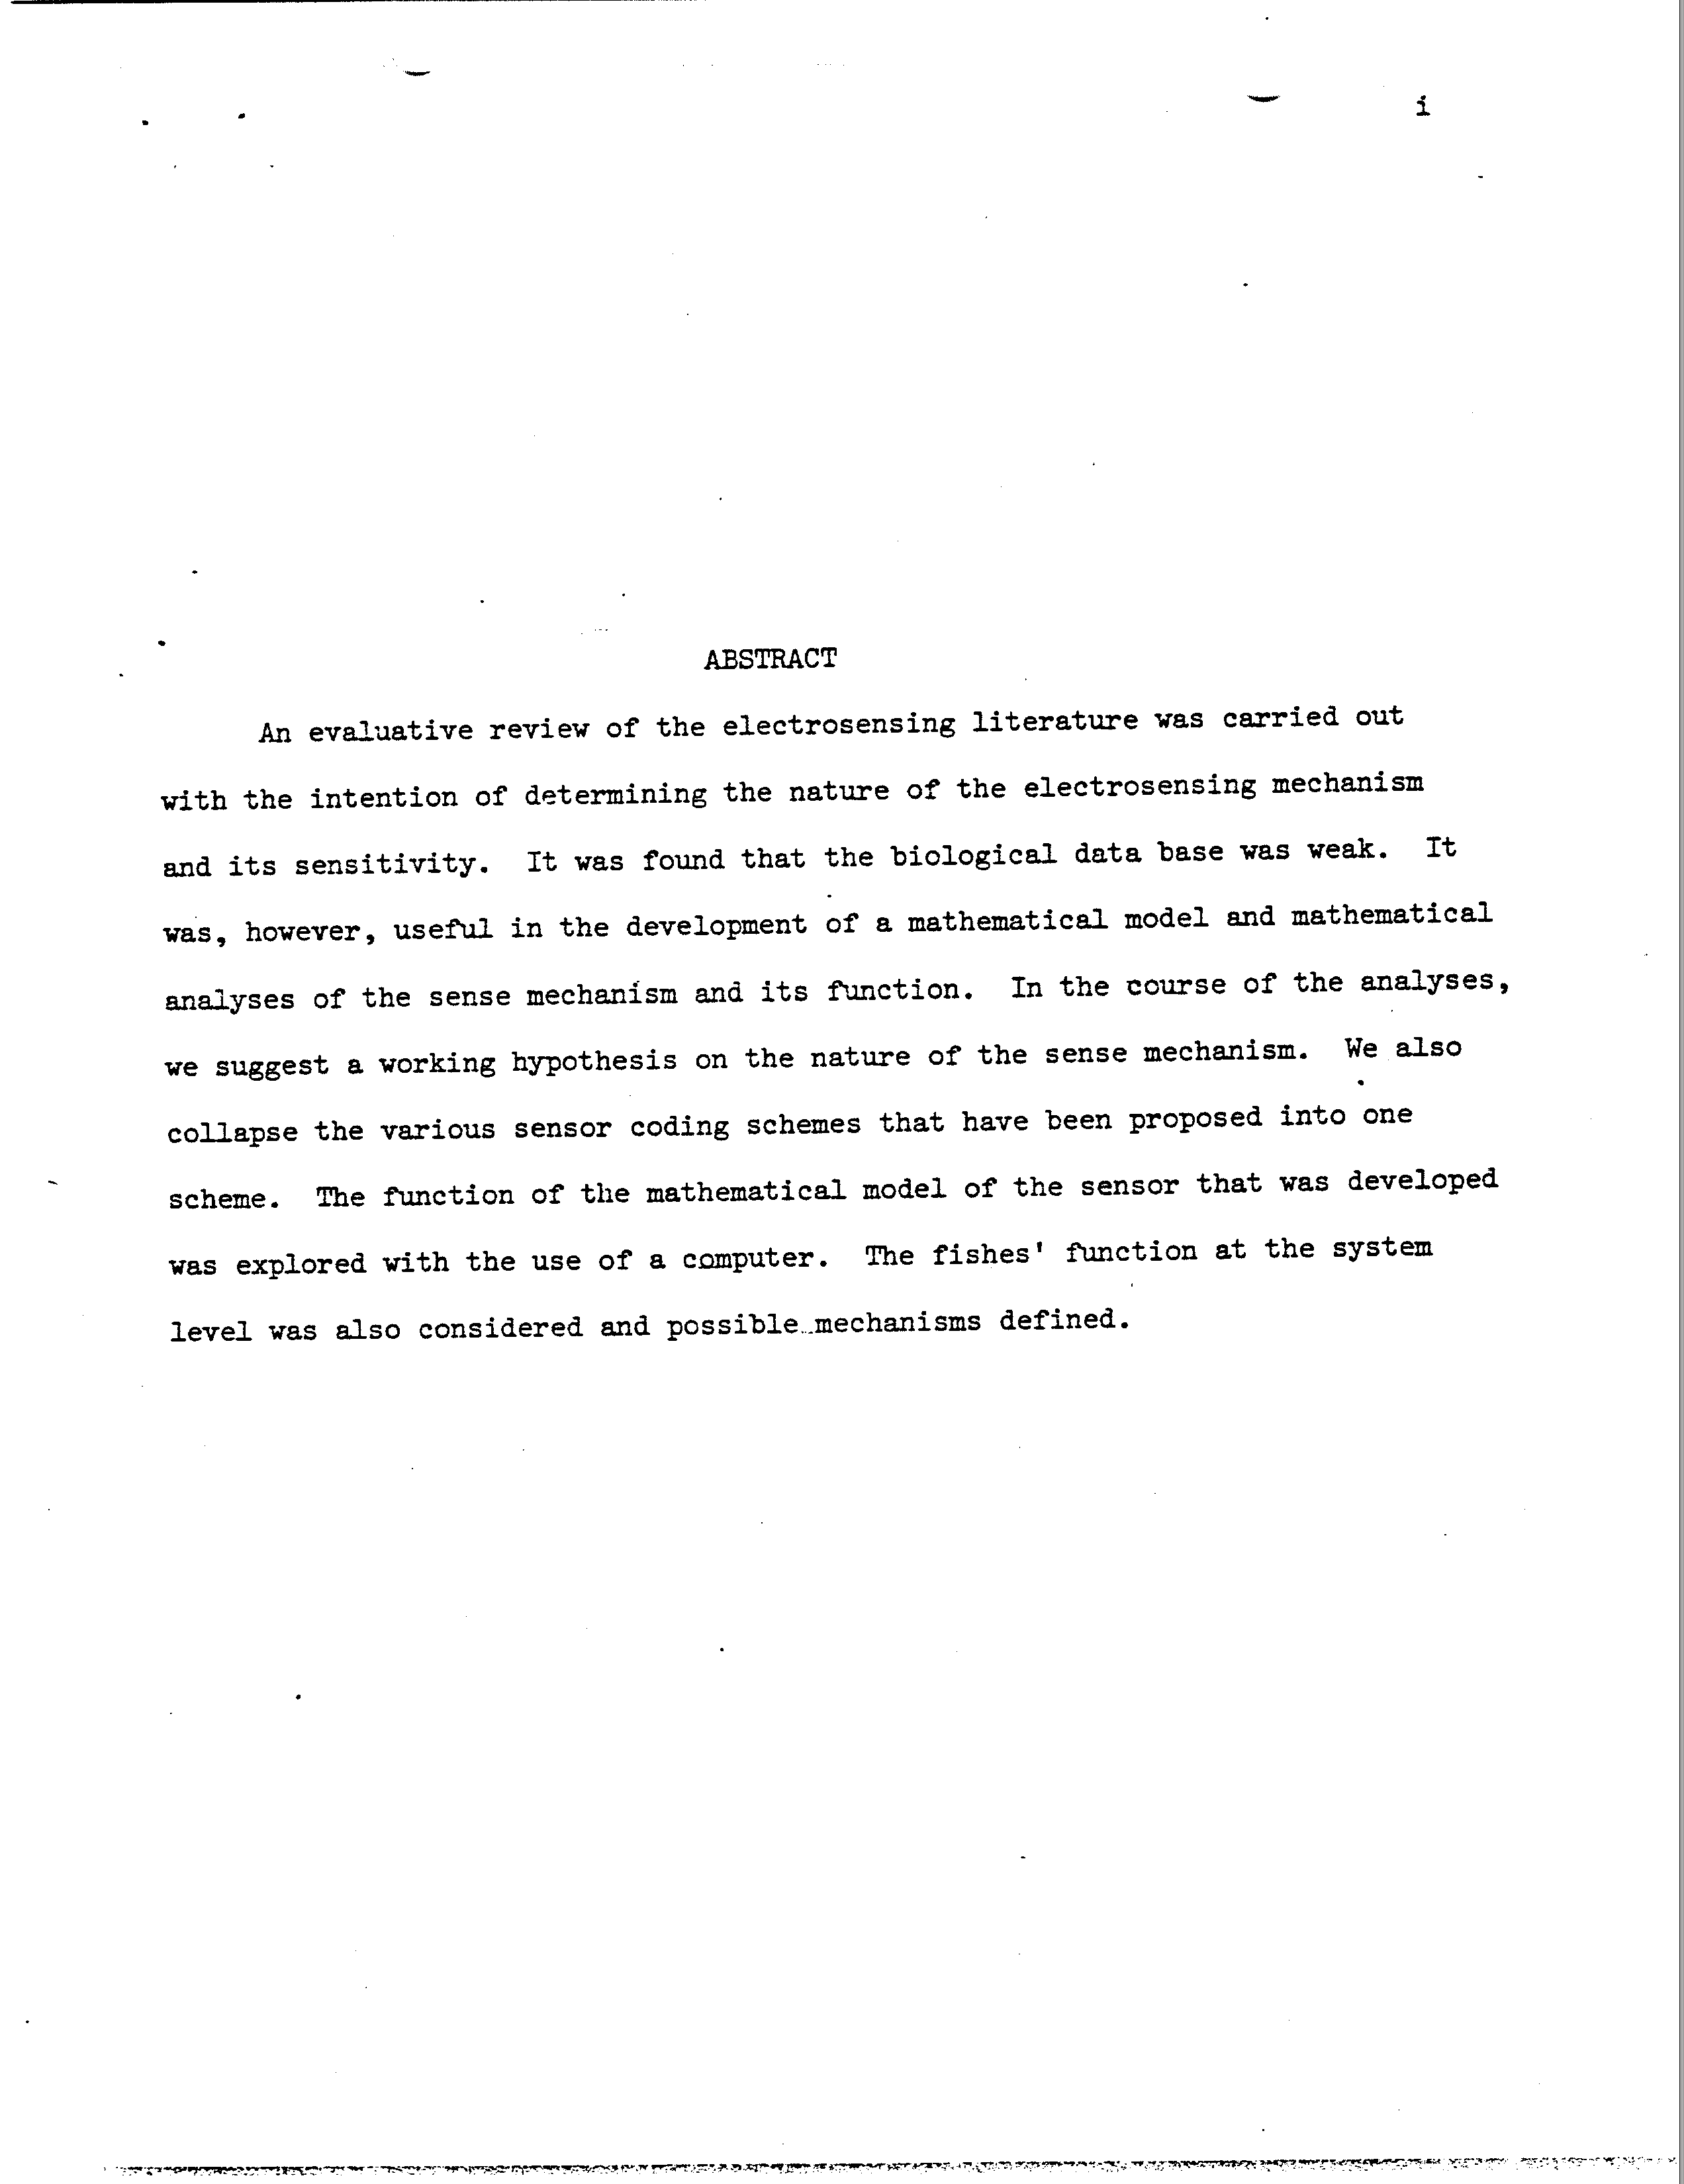 i
ABSTRACT
An evaluative review of the electrosensing literature was carried out
with the intention of determining the nature of the electrosensing mechanism
and its sensitivity. It was found that the biological data base was weak. It
was, however, useful in the development of a mathematical model and mathematical
analyses of the sense mechanism and its function. In the course of the analyses,
we suggest a working hypothesis on the nature of the sense mechanism. We also
collapse the various sensor coding schemes that have been proposed into one
scheme. The function of the mathematical model of the sensor that was developed
was explored with the use of a computer. The fishes' function at the system
level was also considered and possible mechanisms defined.